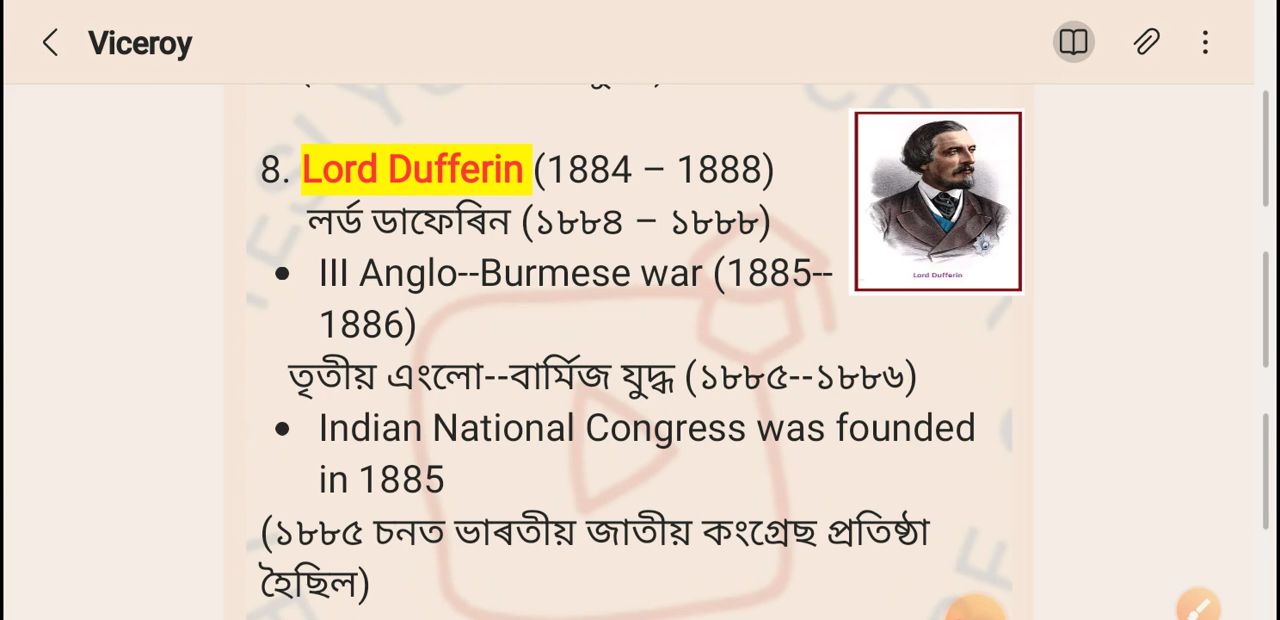 Viceroy
8. Lord Dufferin (1884 – 1888)
লর্ড ডাফেৰিন (১৮৮৪ – ১৮৮৮)
Lord Dufferin
• III Anglo--Burmese war (1885--
1886)
তৃতীয় এংলো--বাৰ্মিজ যুদ্ধ (১৮৮৫--১৮৮৬)
• Indian National Congress was founded
in 1885
(১৮৮৫ চনত ভাৰতীয় জাতীয় কংগ্ৰেছ প্ৰতিষ্ঠা
হৈছিল)